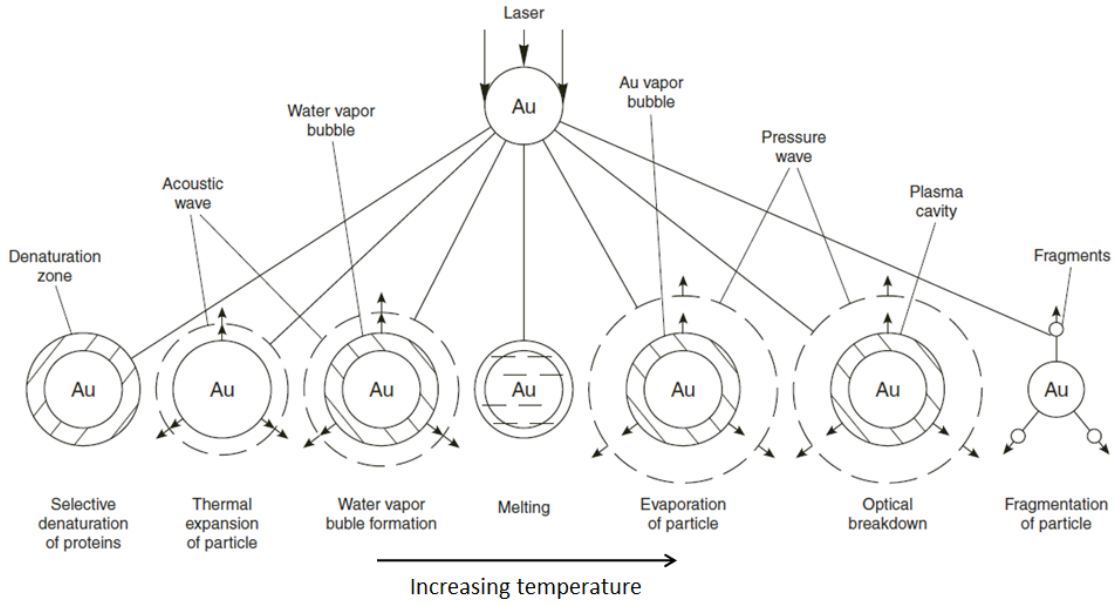 Laser
Au
Water vapor
bubble
Au vapor
bubble
Pressure
wave
Acoustic
wave
Plasma
cavity
Denaturation
zone
Fragments
Au
Au
Au
Au
Au
Au
Au
Selective
denaturation
of proteins
Thermal
expansion
of particle
Water vapor
buble formation
Melting
Evaporation
of particle
Optical
breakdown
Fragmentation
of particle
Increasing temperature